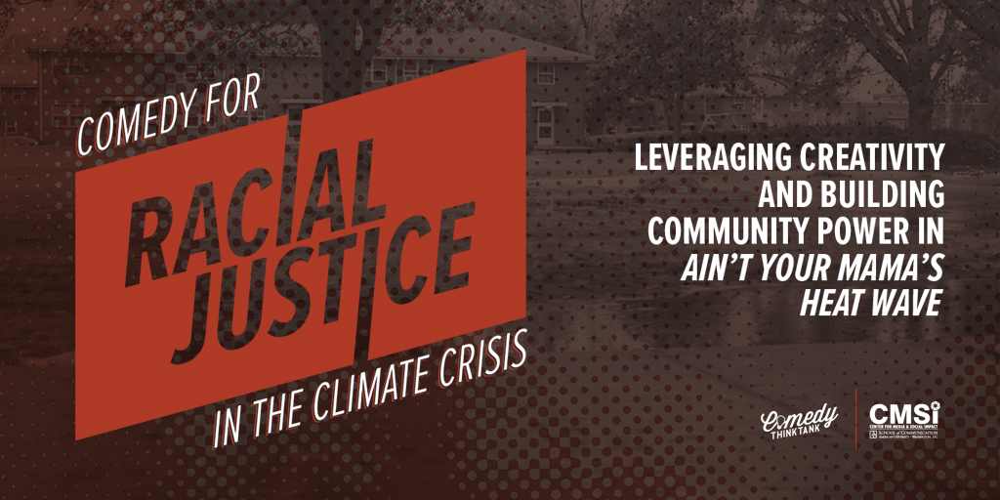 COMEDY FOR
RACIAL
JUSTICE
IN THE CLIMATE CRISIS
LEVERAGING CREATIVITY
AND BUILDING
COMMUNITY POWER IN
AIN'T YOUR MAMA'S
HEAT WAVE
Comedy
THINK TANK
CMSi
CENTER FOR MEDIA & SOCIAL IMPACT
SCHOOL of COMMUNICATION
AMERICAN UNIVERSITY • WASHINGTON, DC